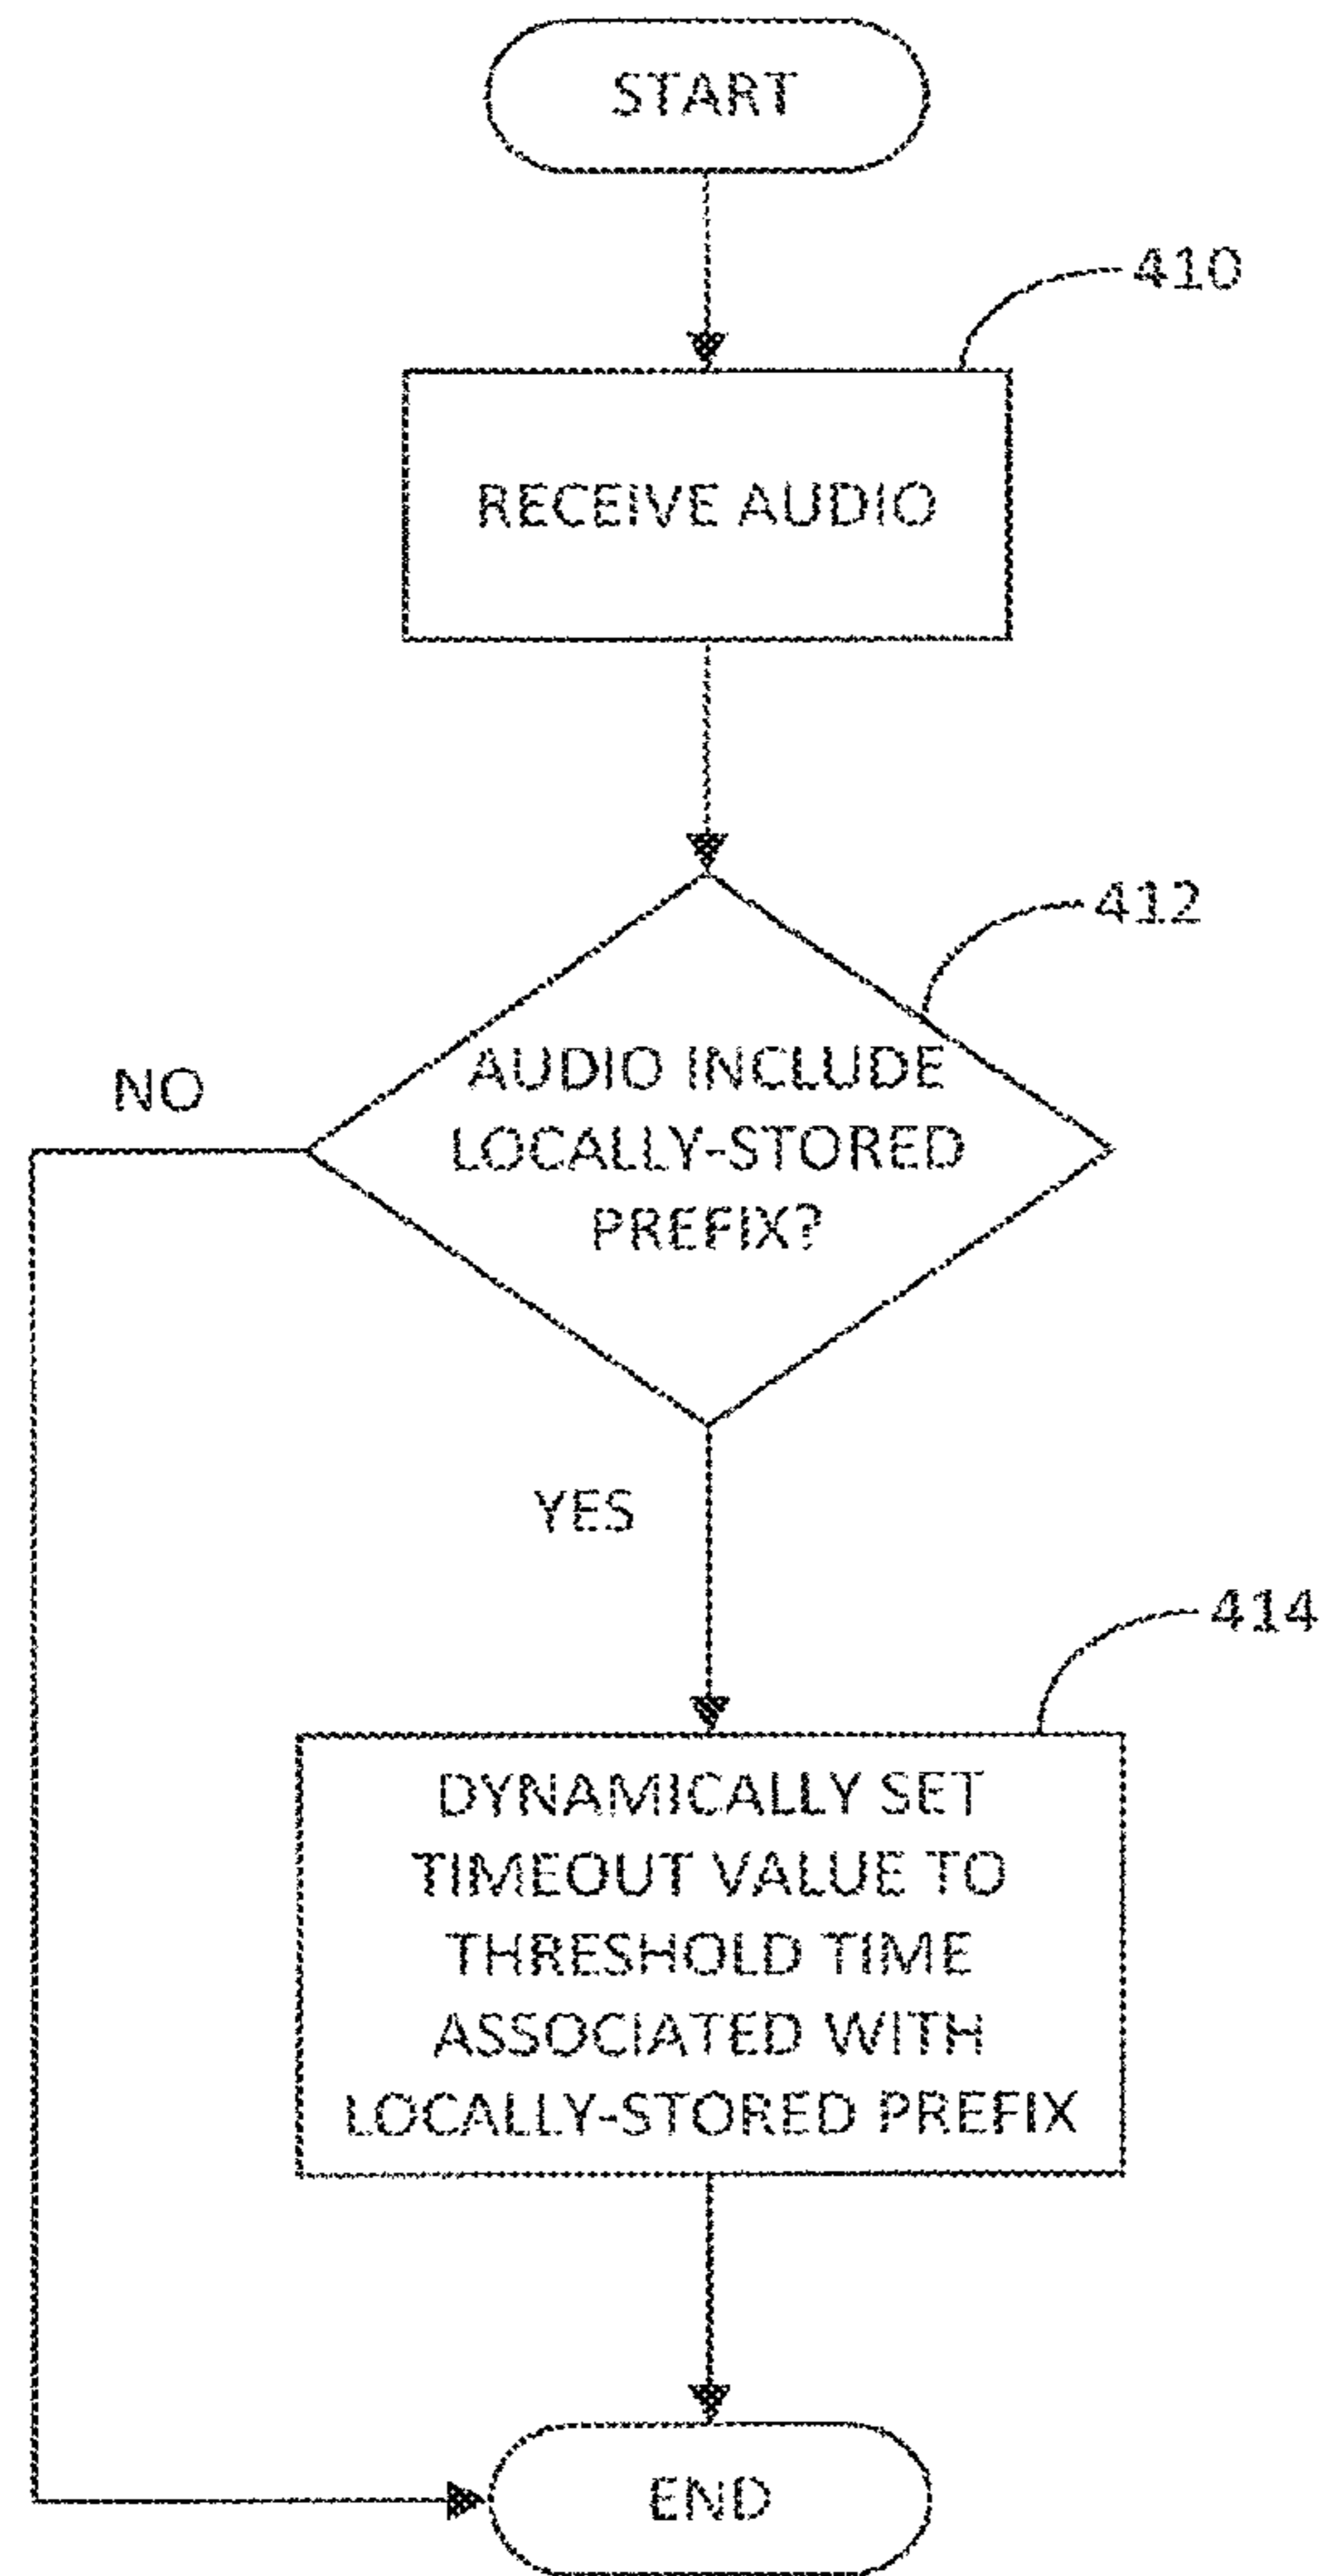 START
410
RECEIVE AUDIO
412
AUDIO INCLUDE
LOCALLY-STORED
PREFIX?
NO
YES
414
DYNAMICALLY SET
TIMEOUT VALUE TO
THRESHOLD TIME
ASSOCIATED WITH
LOCALLY-STORED PREFIX
END